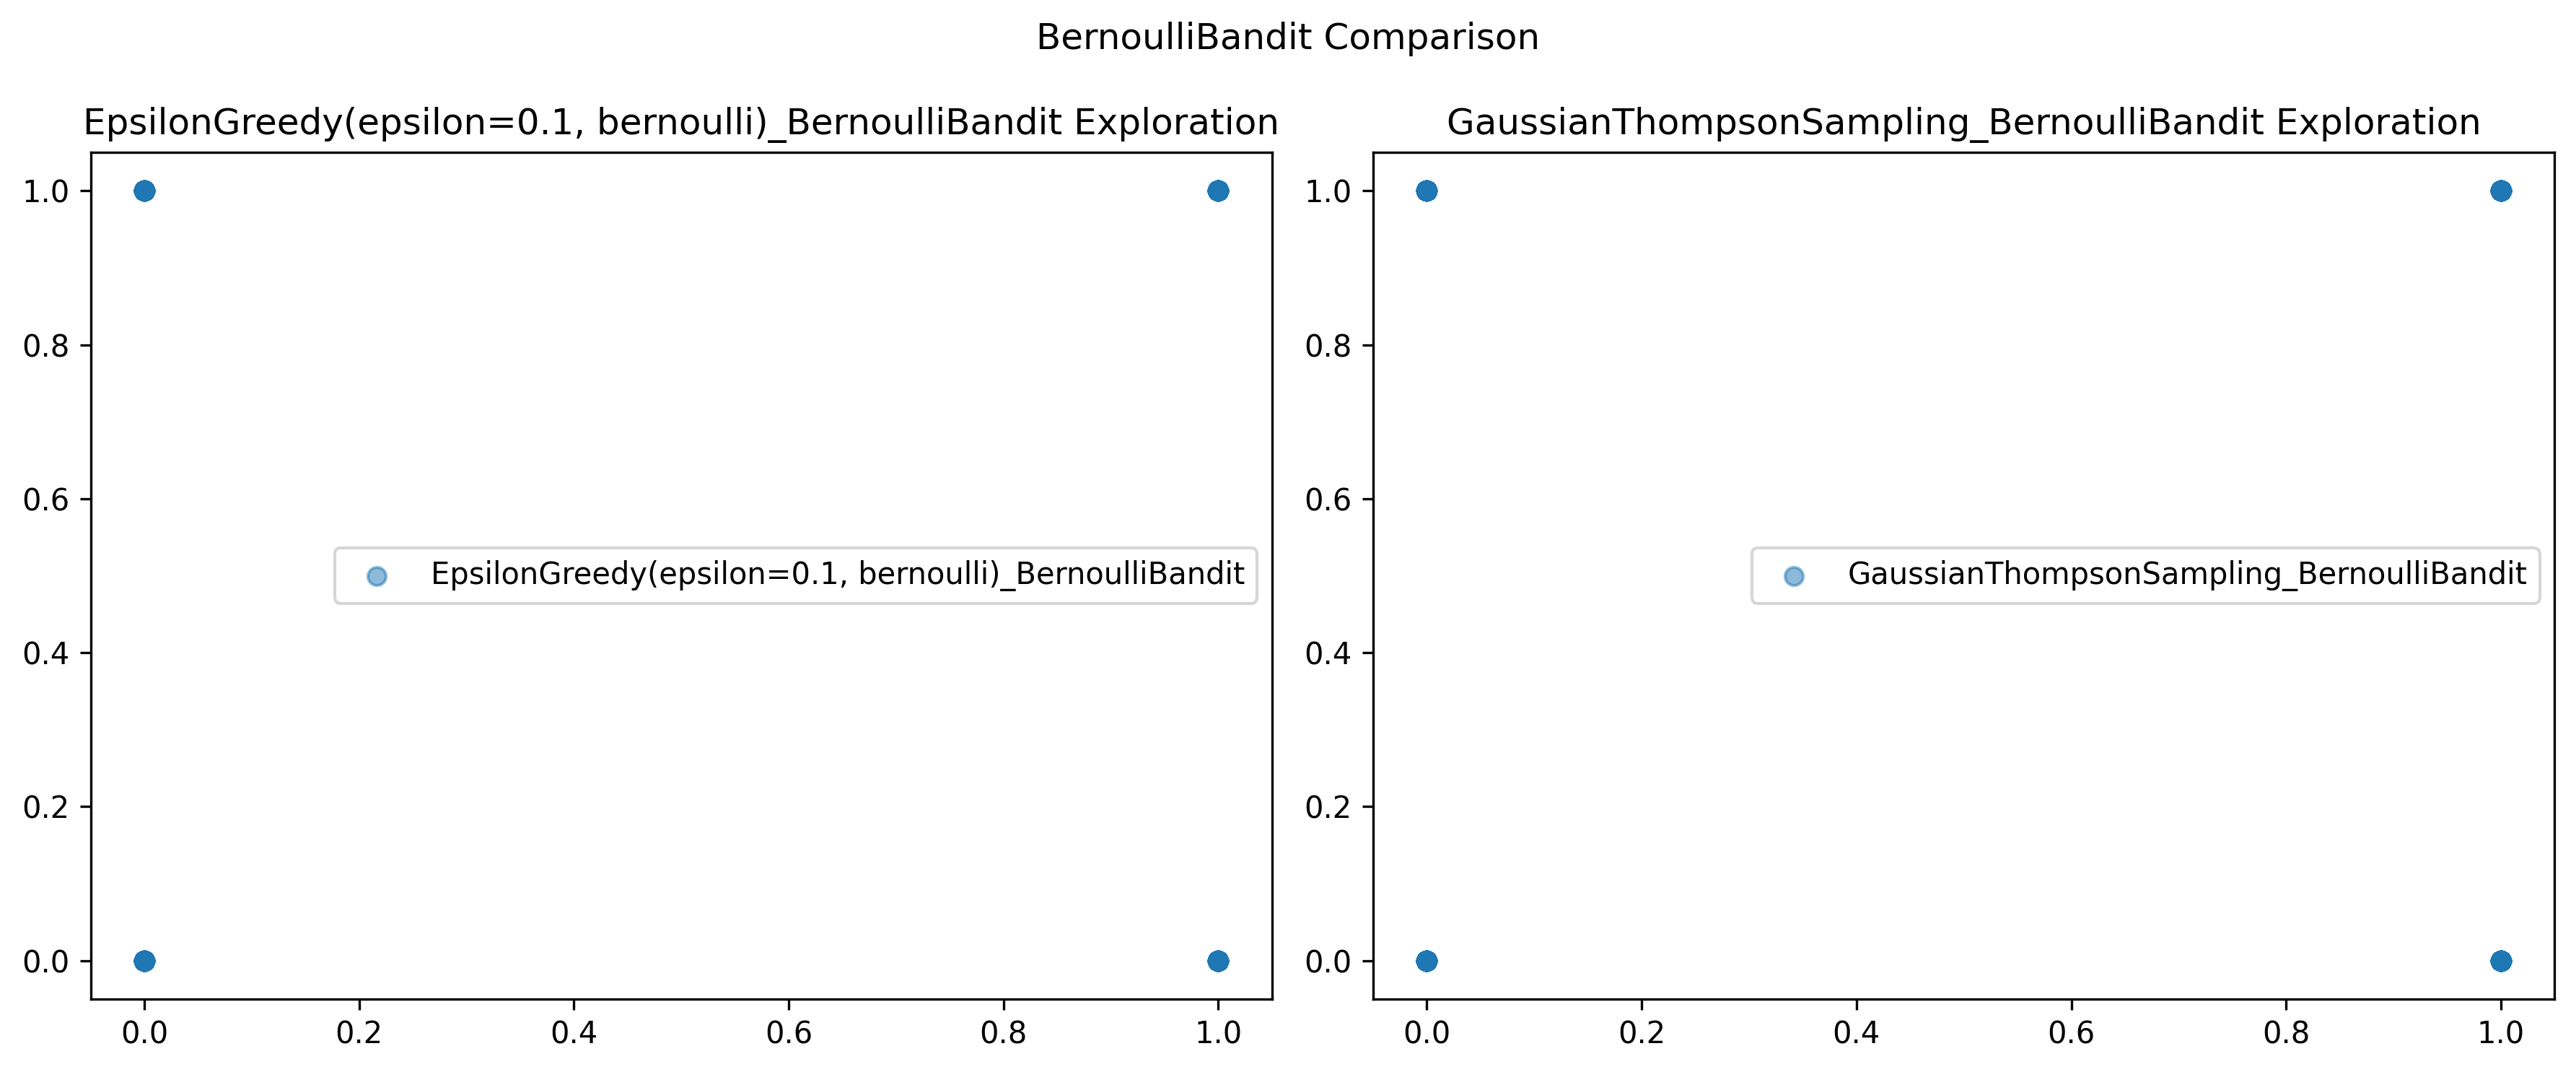 BernoulliBandit Comparison
EpsilonGreedy(epsilon=0.1, bernoulli)_BernoulliBandit Exploration
1.0
0.8
0.6
0.4
0.2
0.0
EpsilonGreedy(epsilon=0.1, bernoulli)_BernoulliBandit
0.0 0.2 0.4 0.6 0.8 1.0
GaussianThompsonSampling_BernoulliBandit Exploration
1.0
0.8
0.6
0.4
0.2
0.0
GaussianThompsonSampling_BernoulliBandit
0.0 0.2 0.4 0.6 0.8 1.0